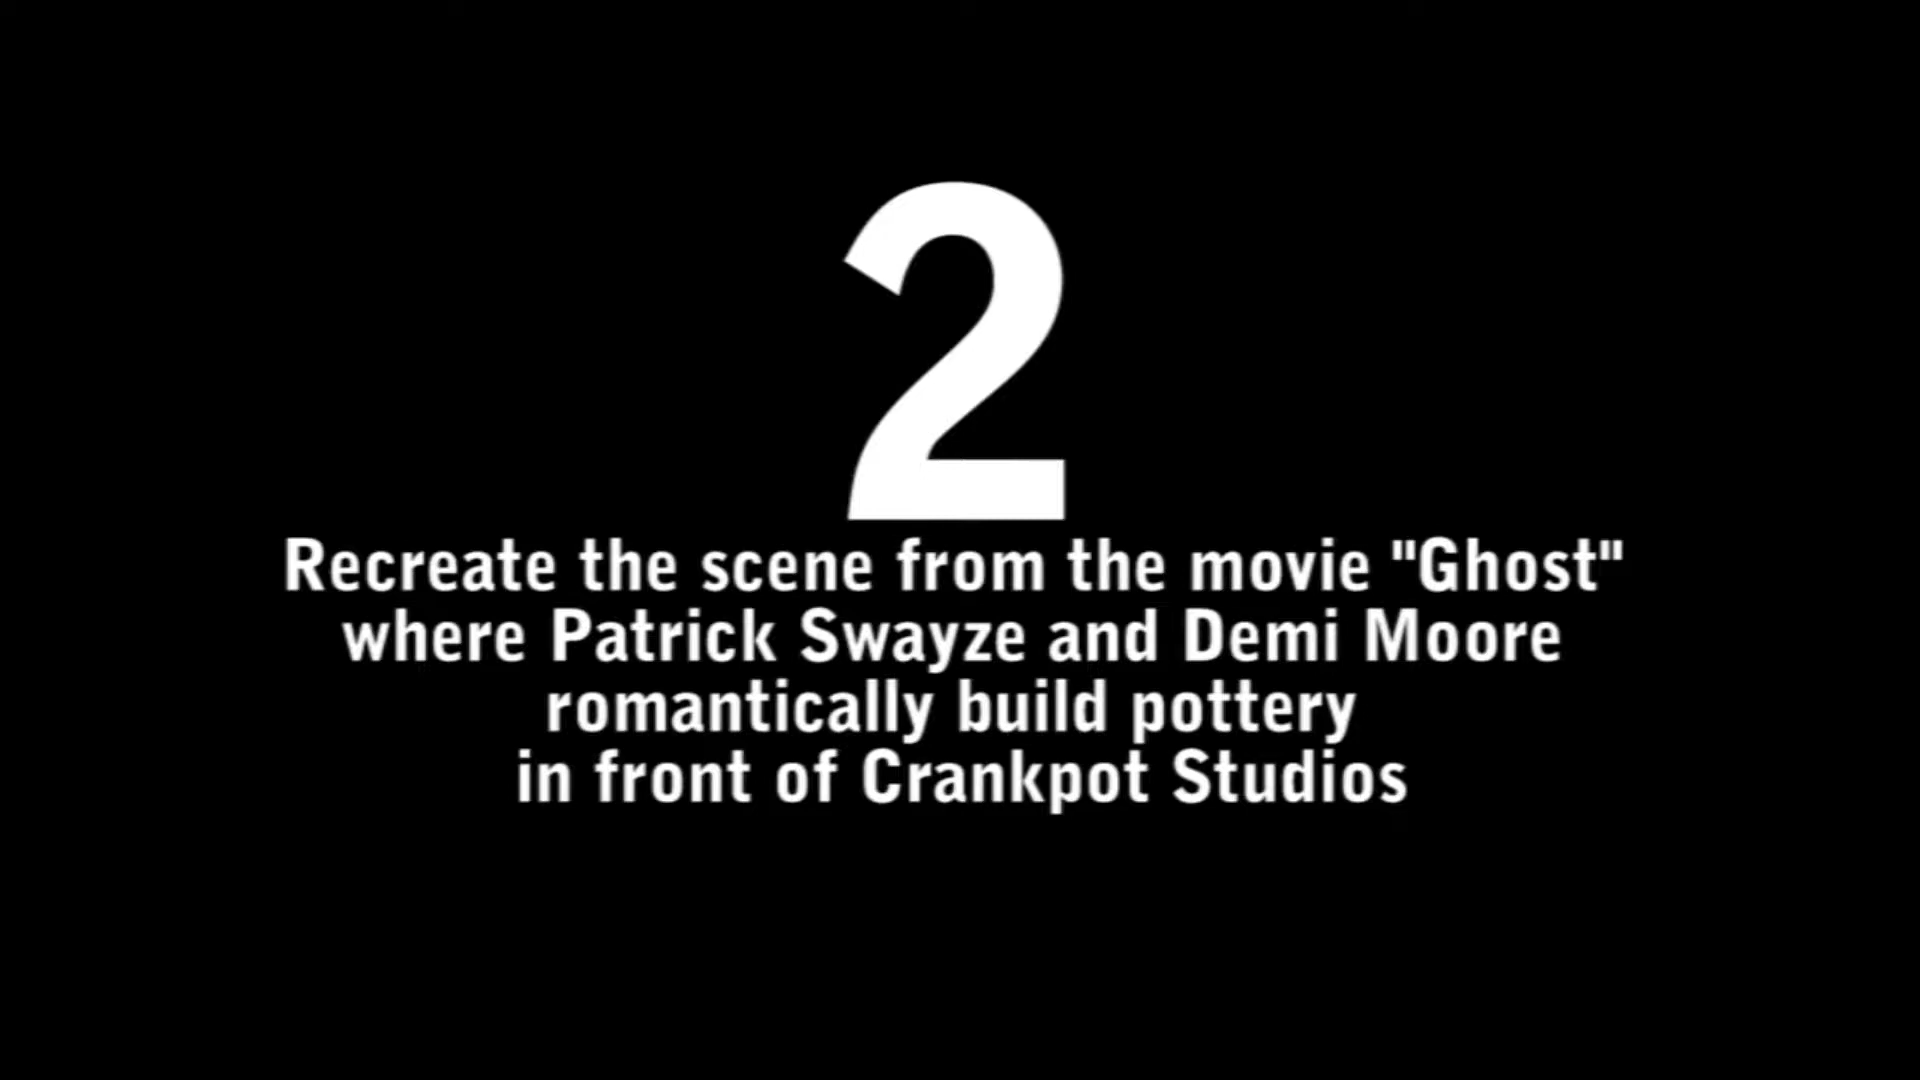 2
Recreate the scene from the movie "Ghost"
where Patrick Swayze and Demi Moore
romantically build pottery
in front of Crankpot Studios